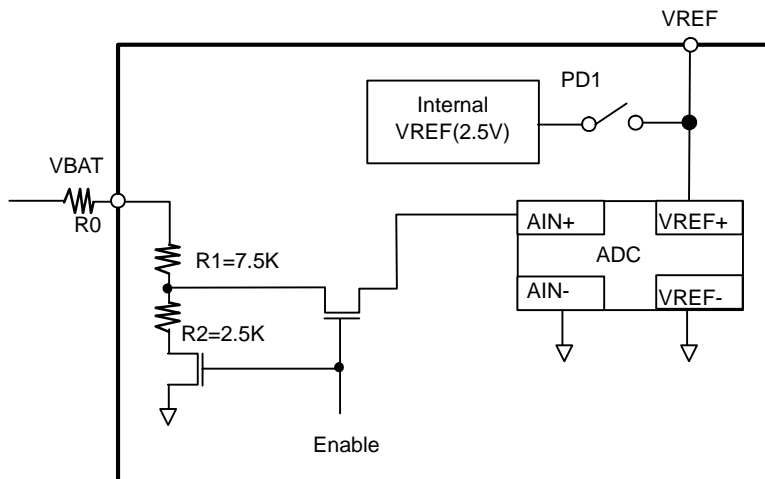 VREF
PD1
Internal
VREF(2.5V)
VBAT
R0
AIN+
VREF+
ADC
R1=7.5K
AIN-
VREF-
R2=2.5K
Enable